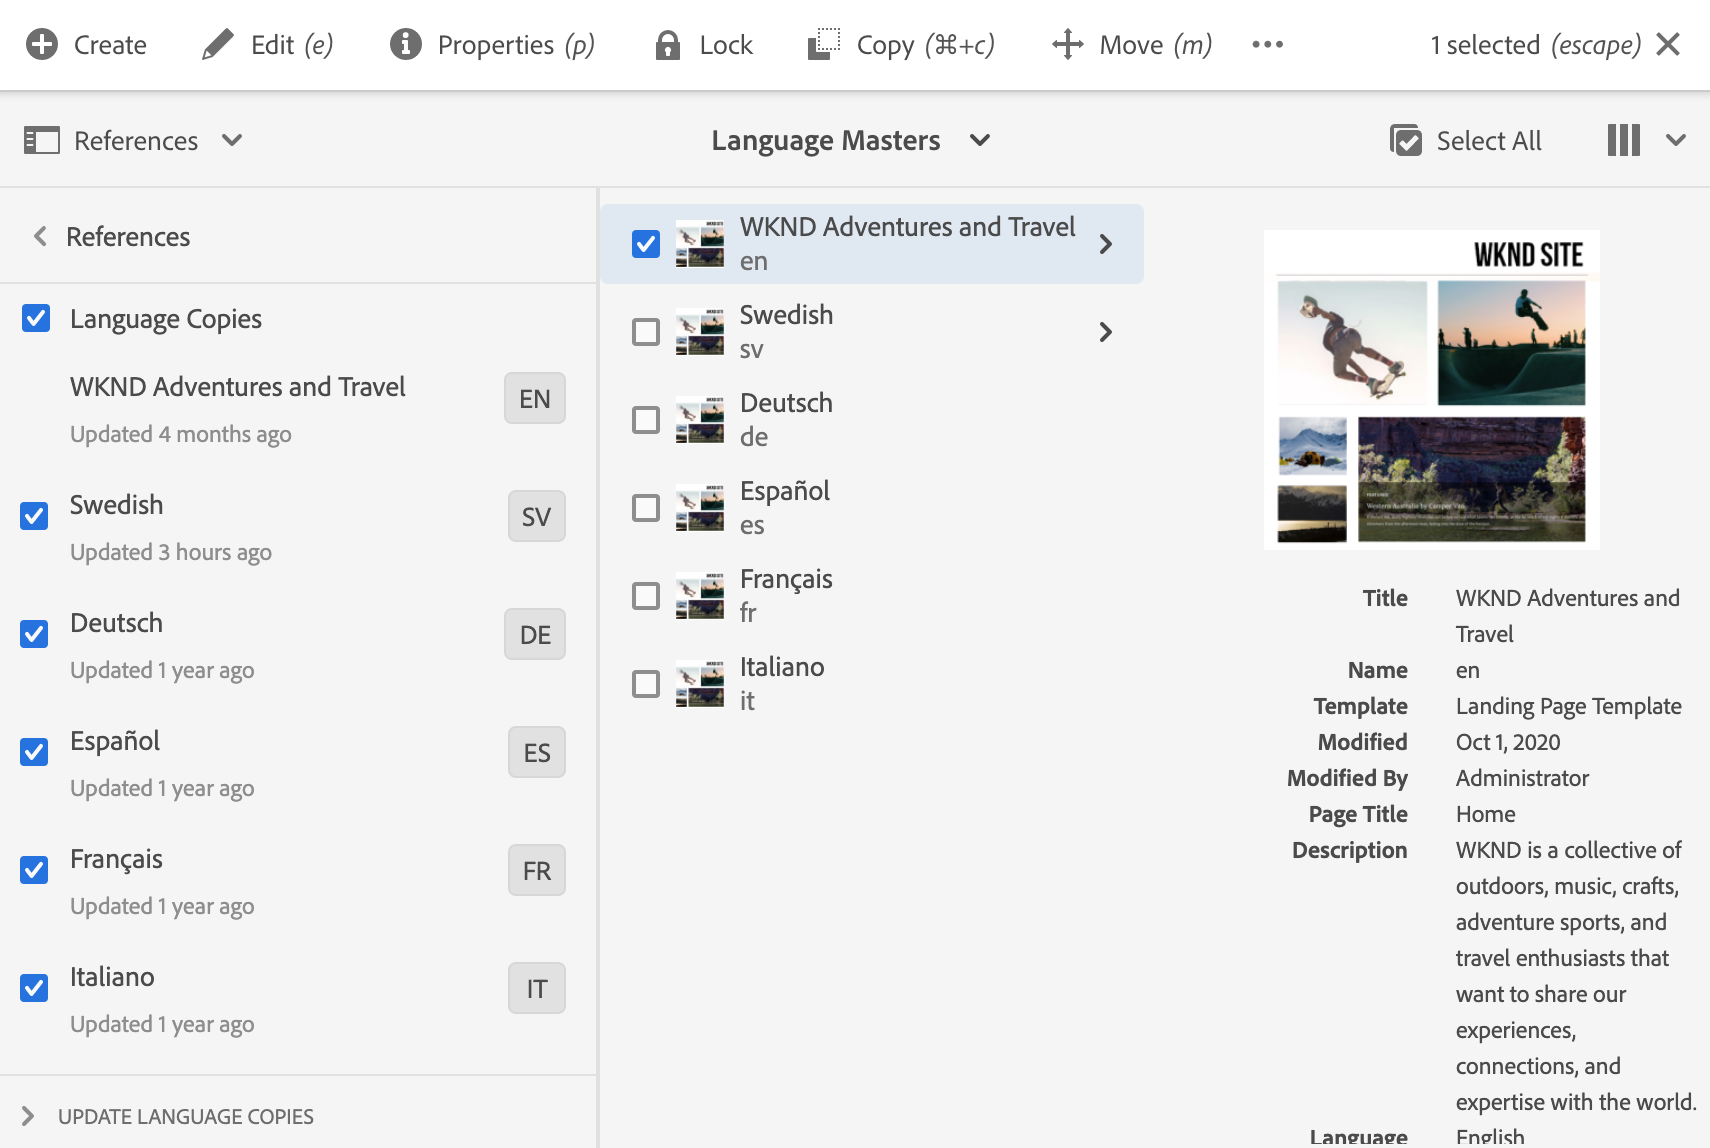 Create
Edit (e)
Properties (p)
Lock
Copy (⌘+c)
Move (m)
1 selected (escape)
References
Language Masters
Select All
References
Language Copies
WKND Adventures and Travel
EN
Updated 4 months ago
Swedish
SV
Updated 3 hours ago
Deutsch
DE
Updated 1 year ago
Español
ES
Updated 1 year ago
Français
FR
Updated 1 year ago
Italiano
IT
Updated 1 year ago
UPDATE LANGUAGE COPIES
WKND Adventures and Travel
en
Swedish
sv
Deutsch
de
Español
es
Français
fr
Italiano
it
WKND SITE
Western Australia by Camper Van
Title WKND Adventures and
Travel
Name en
Template Landing Page Template
Modified Oct 1, 2020
Modified By Administrator
Page Title Home
Description WKND is a collective of
outdoors, music, crafts,
adventure sports, and
travel enthusiasts that
want to share our
experiences,
connections, and
expertise with the world.
Language English